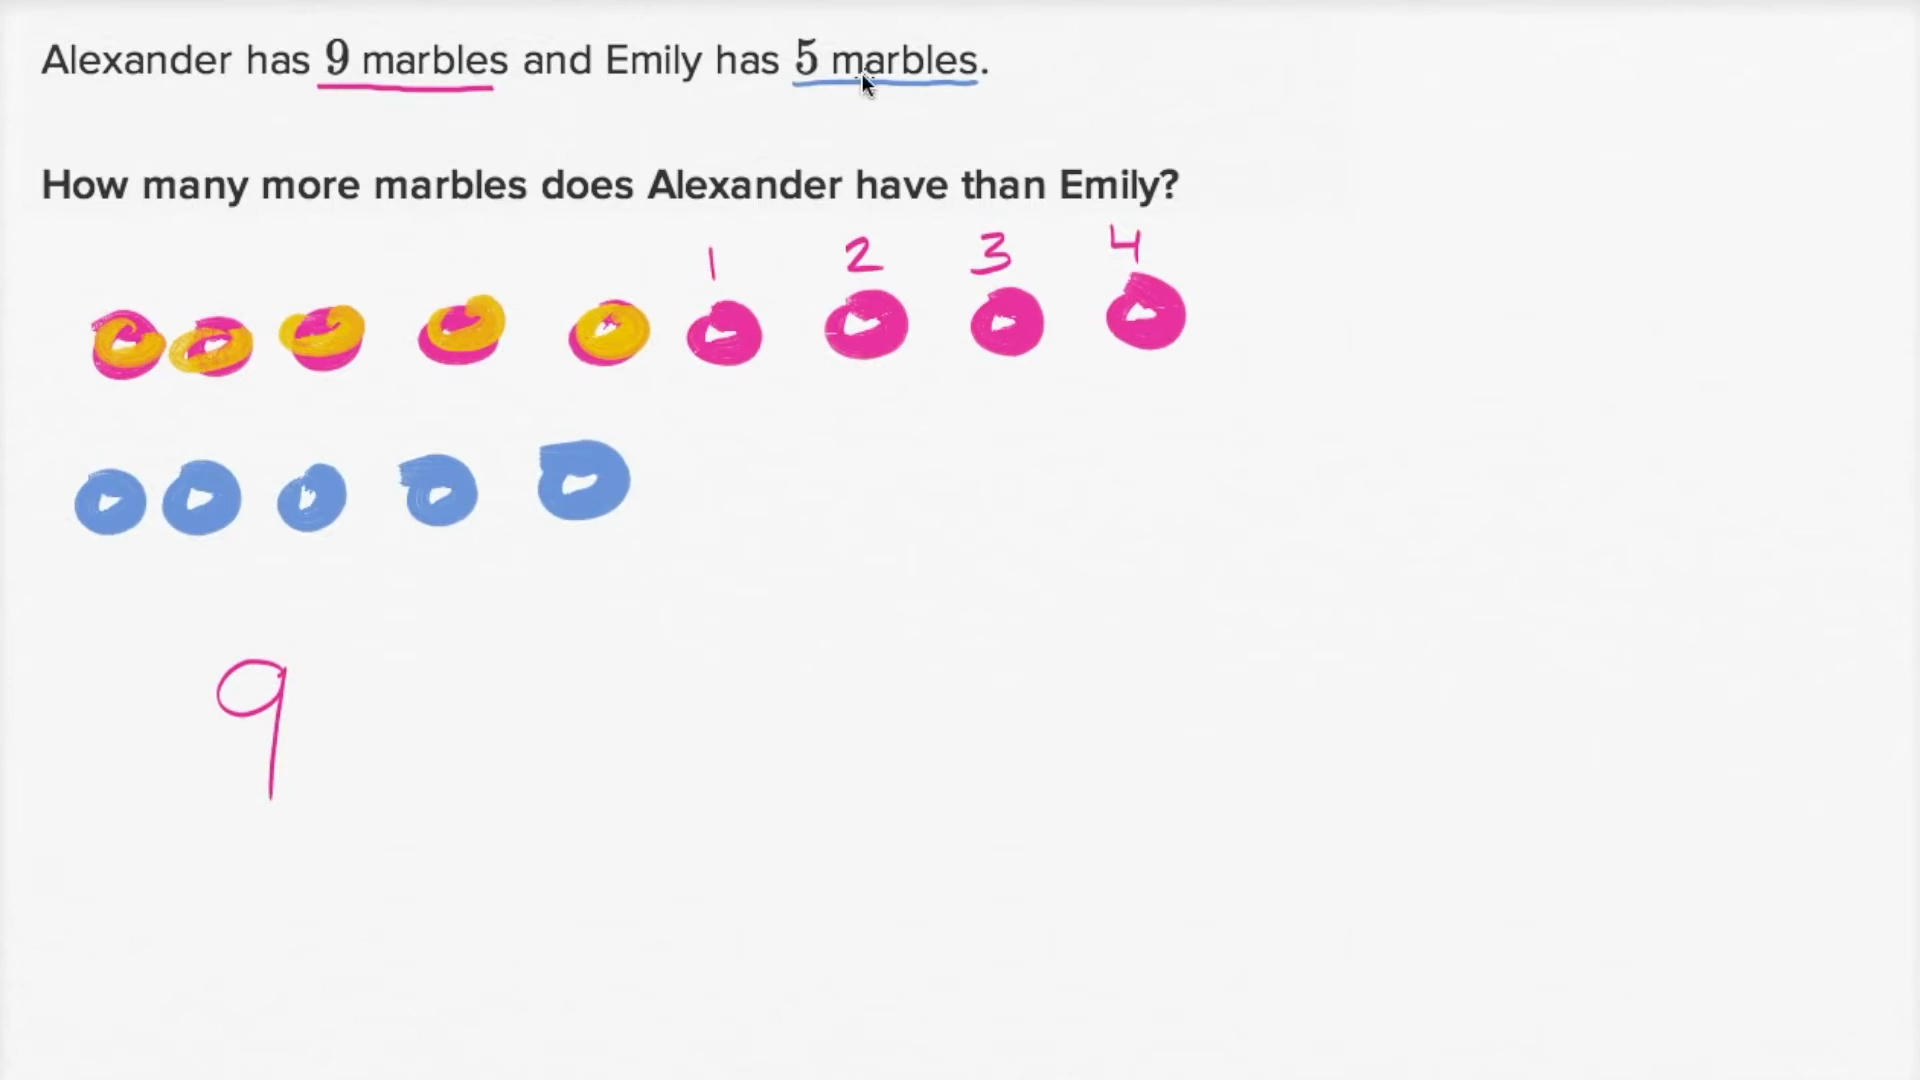 Alexander has 9 marbles and Emily has 5 marbles.
How many more marbles does Alexander have than Emily?
1 2 3 4
9